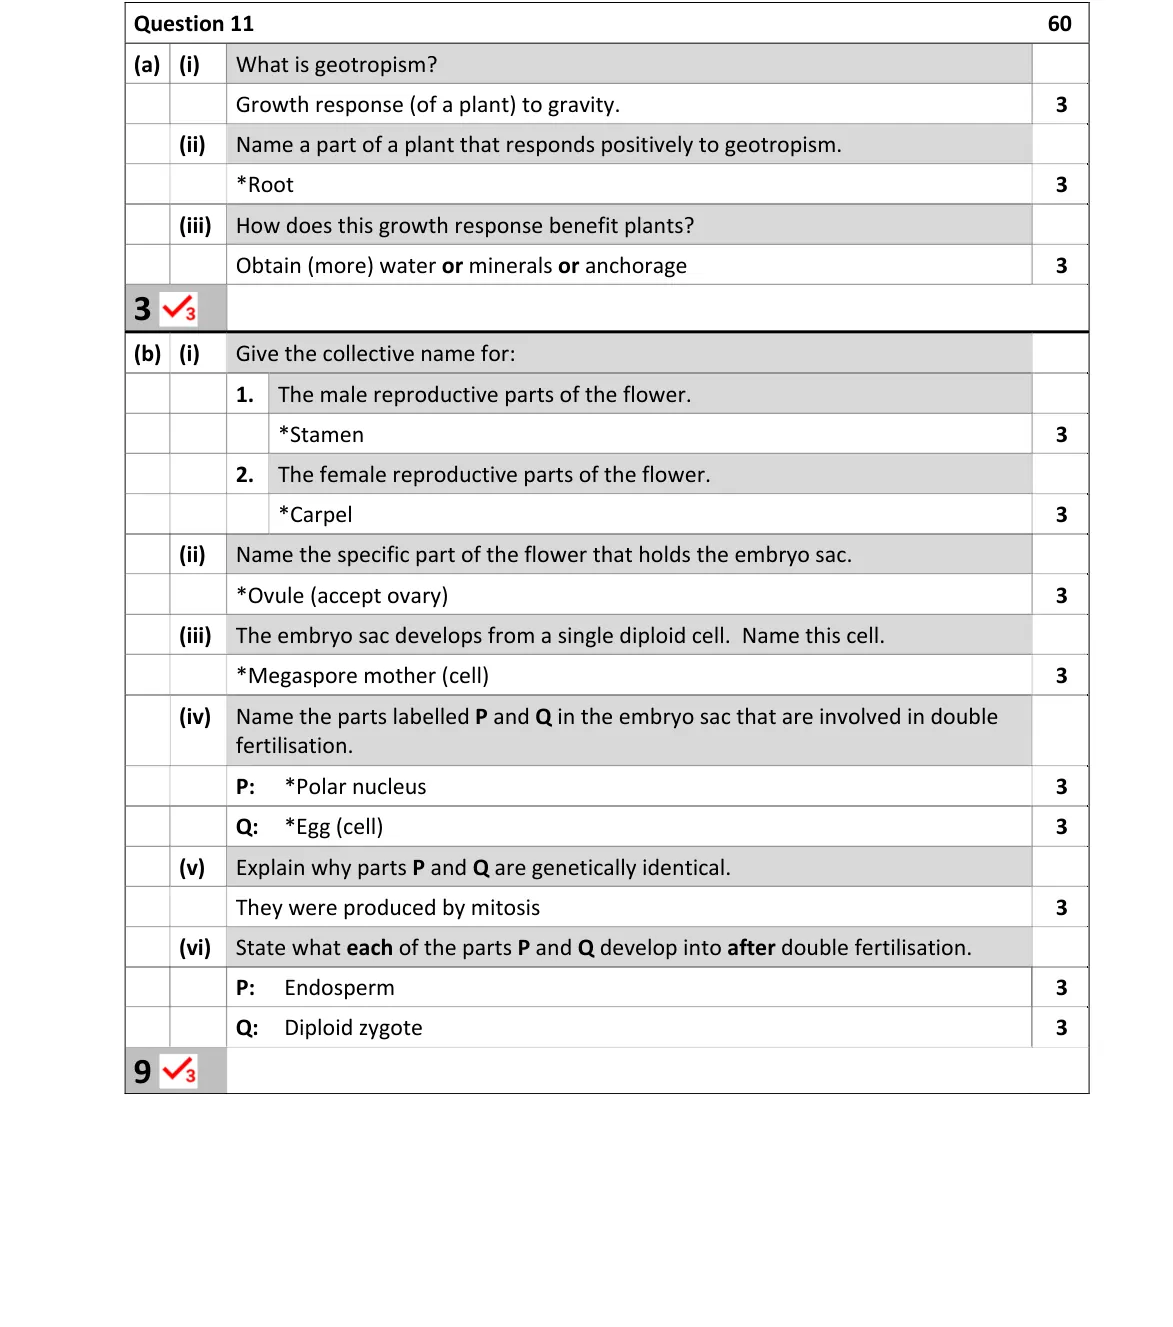 Question 11 60
(a) (i) What is geotropism?
Growth response (of a plant) to gravity. 3
(ii) Name a part of a plant that responds positively to geotropism.
*Root 3
(iii) How does this growth response benefit plants?
Obtain (more) water or minerals or anchorage 3
3 ✓3
(b) (i) Give the collective name for:
1. The male reproductive parts of the flower.
*Stamen 3
2. The female reproductive parts of the flower.
*Carpel 3
(ii) Name the specific part of the flower that holds the embryo sac.
*Ovule (accept ovary) 3
(iii) The embryo sac develops from a single diploid cell.  Name this cell.
*Megaspore mother (cell) 3
(iv) Name the parts labelled P and Q in the embryo sac that are involved in double
fertilisation.
P: *Polar nucleus 3
Q: *Egg (cell) 3
(v) Explain why parts P and Q are genetically identical.
They were produced by mitosis 3
(vi) State what each of the parts P and Q develop into after double fertilisation.
P: Endosperm 3
Q: Diploid zygote 3
9 ✓3